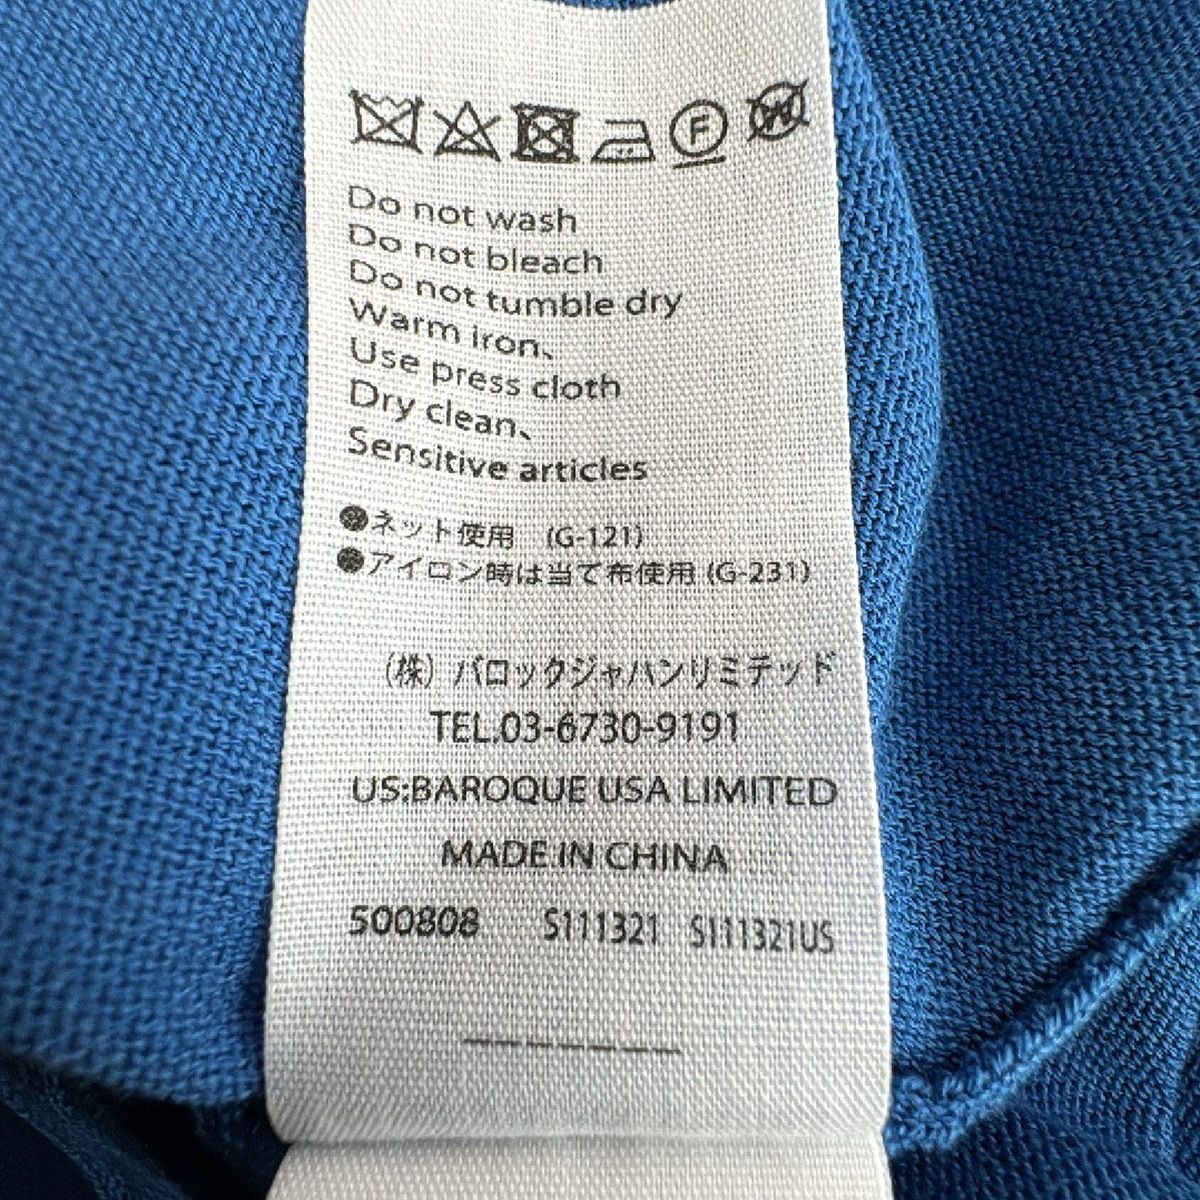 F W
Do not wash
Do not bleach
Do not tumble dry
Warm iron、
Use press cloth
Dry clean、
Sensitive articles
●ネット使用 (G-121)
●アイロン時は当て布使用 (G-231)
(株) バロックジャパンリミテッド
TEL.03-6730-9191
US:BAROQUE USA LIMITED
MADE IN CHINA
500808 S111321 S111321US